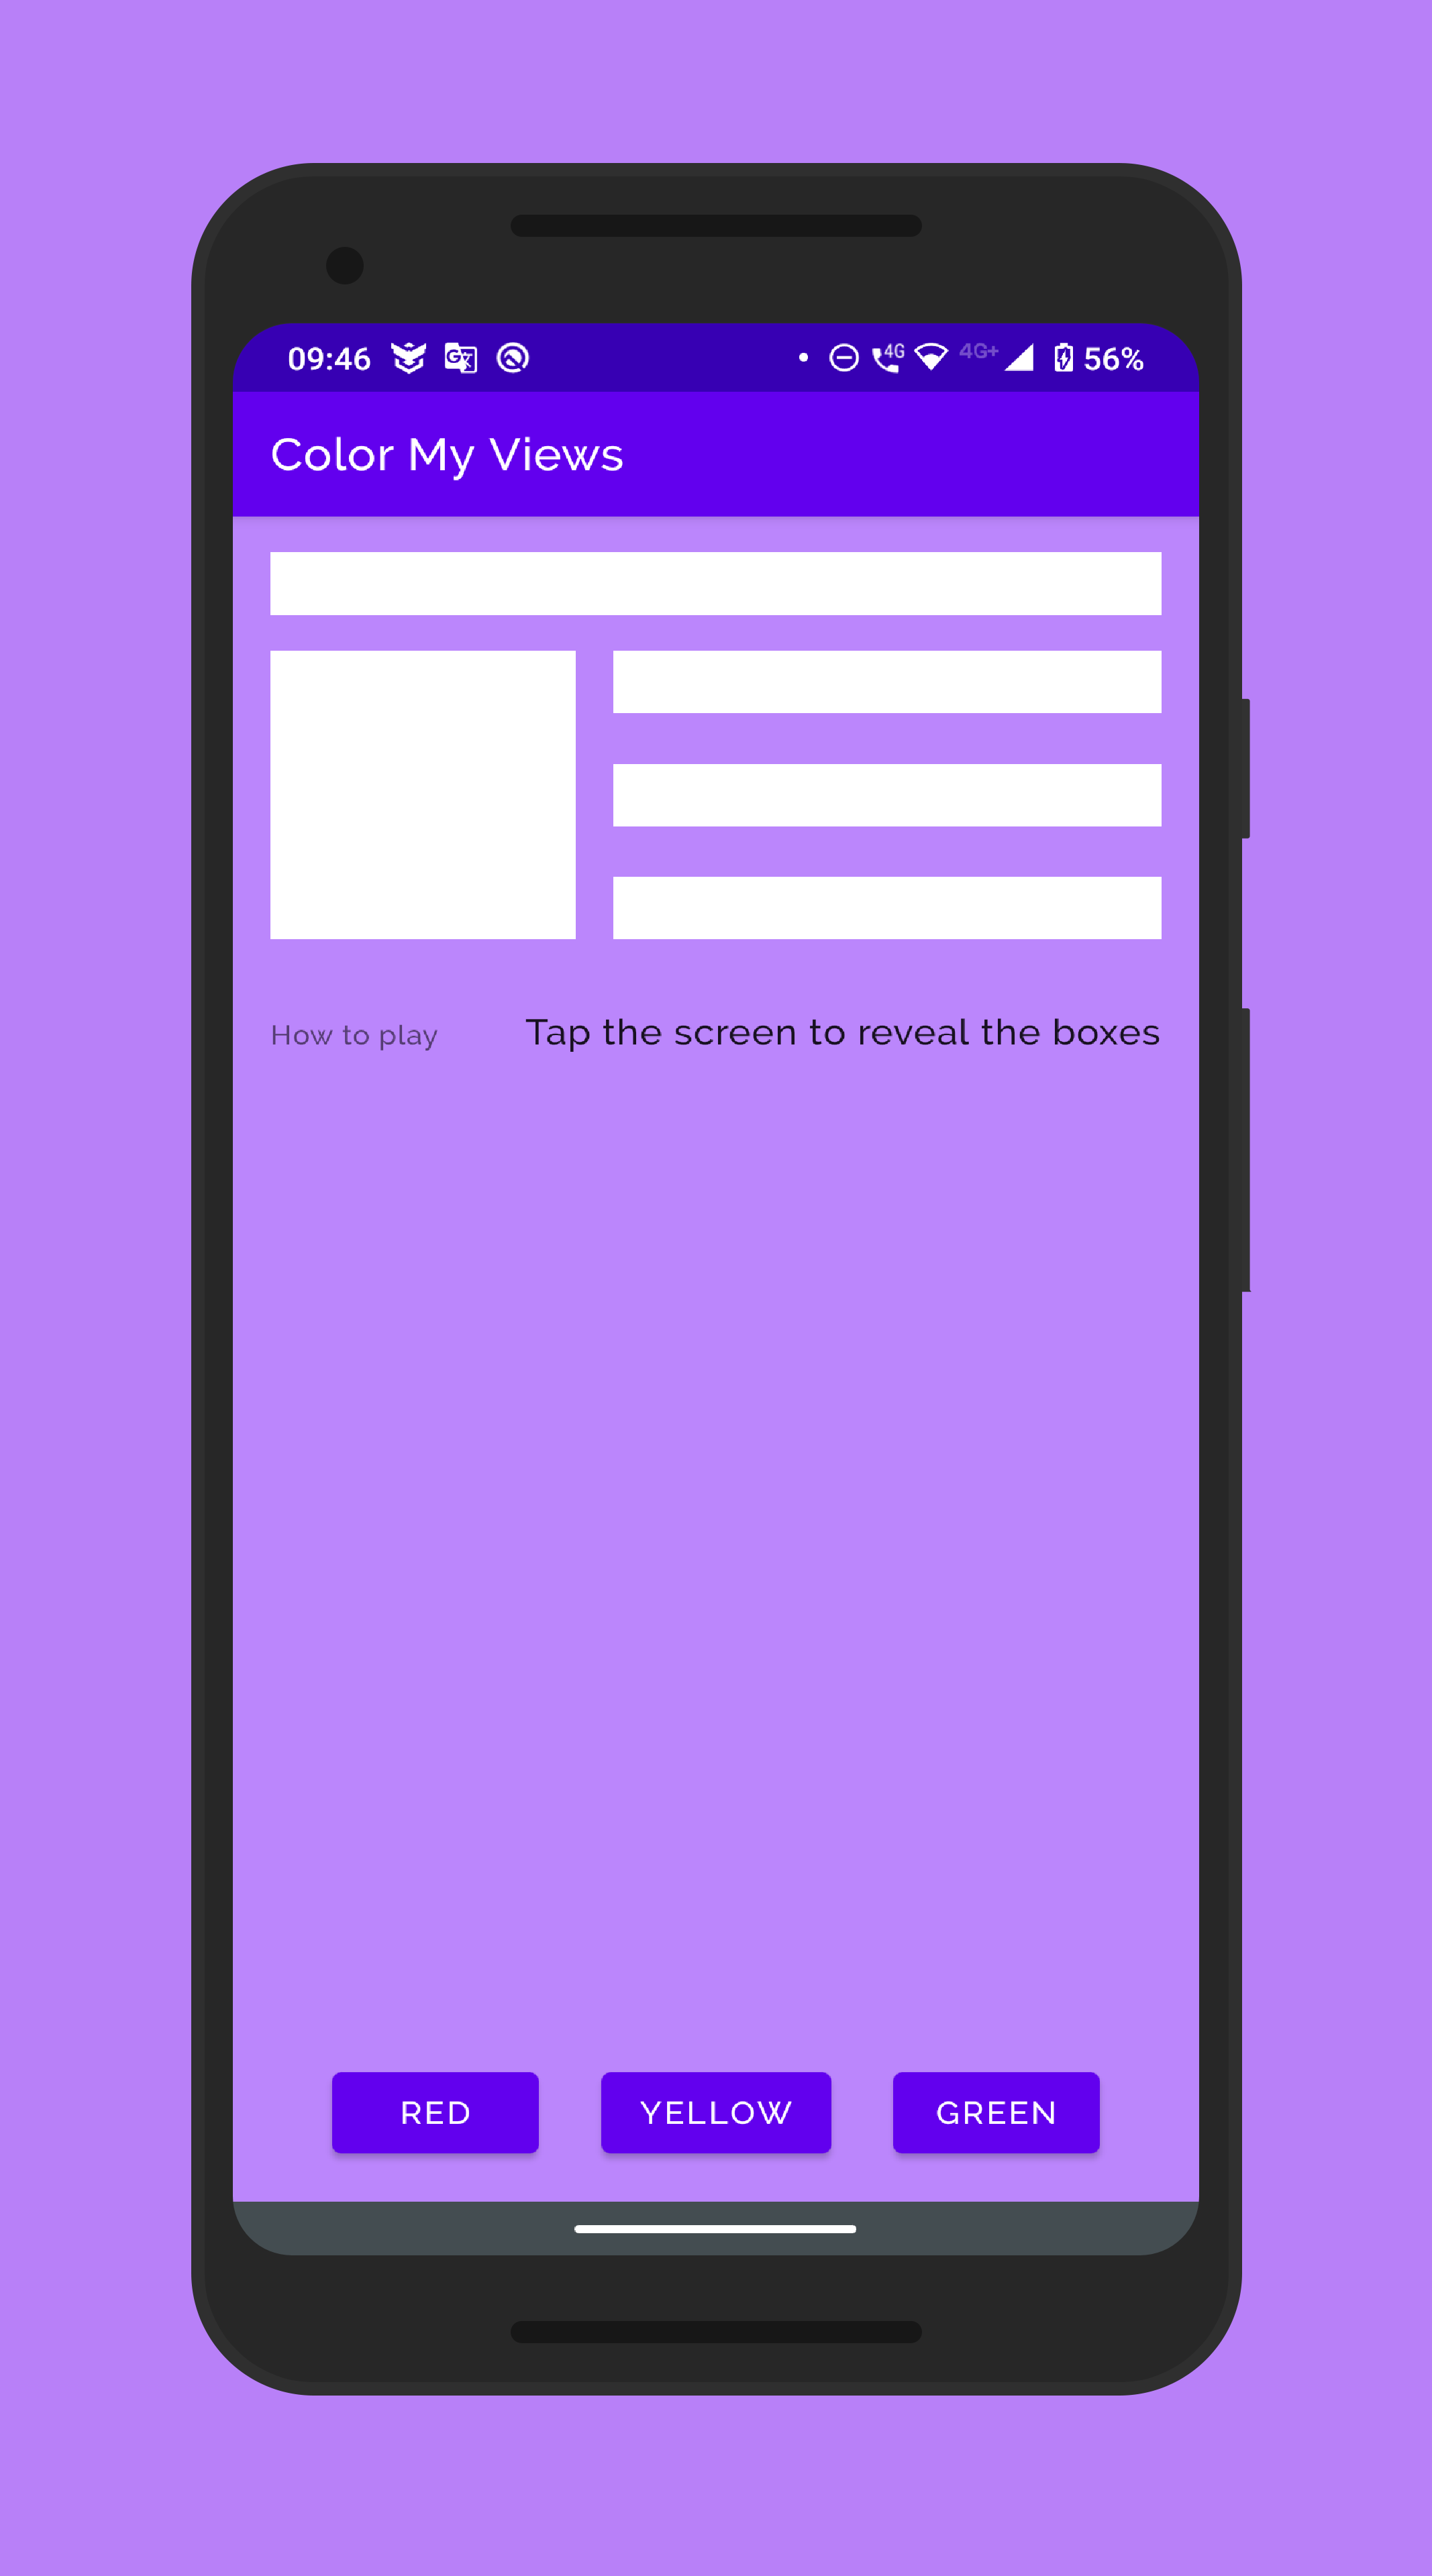 09:46 4G 4G+ 56%
Color My Views
How to play Tap the screen to reveal the boxes
RED YELLOW GREEN